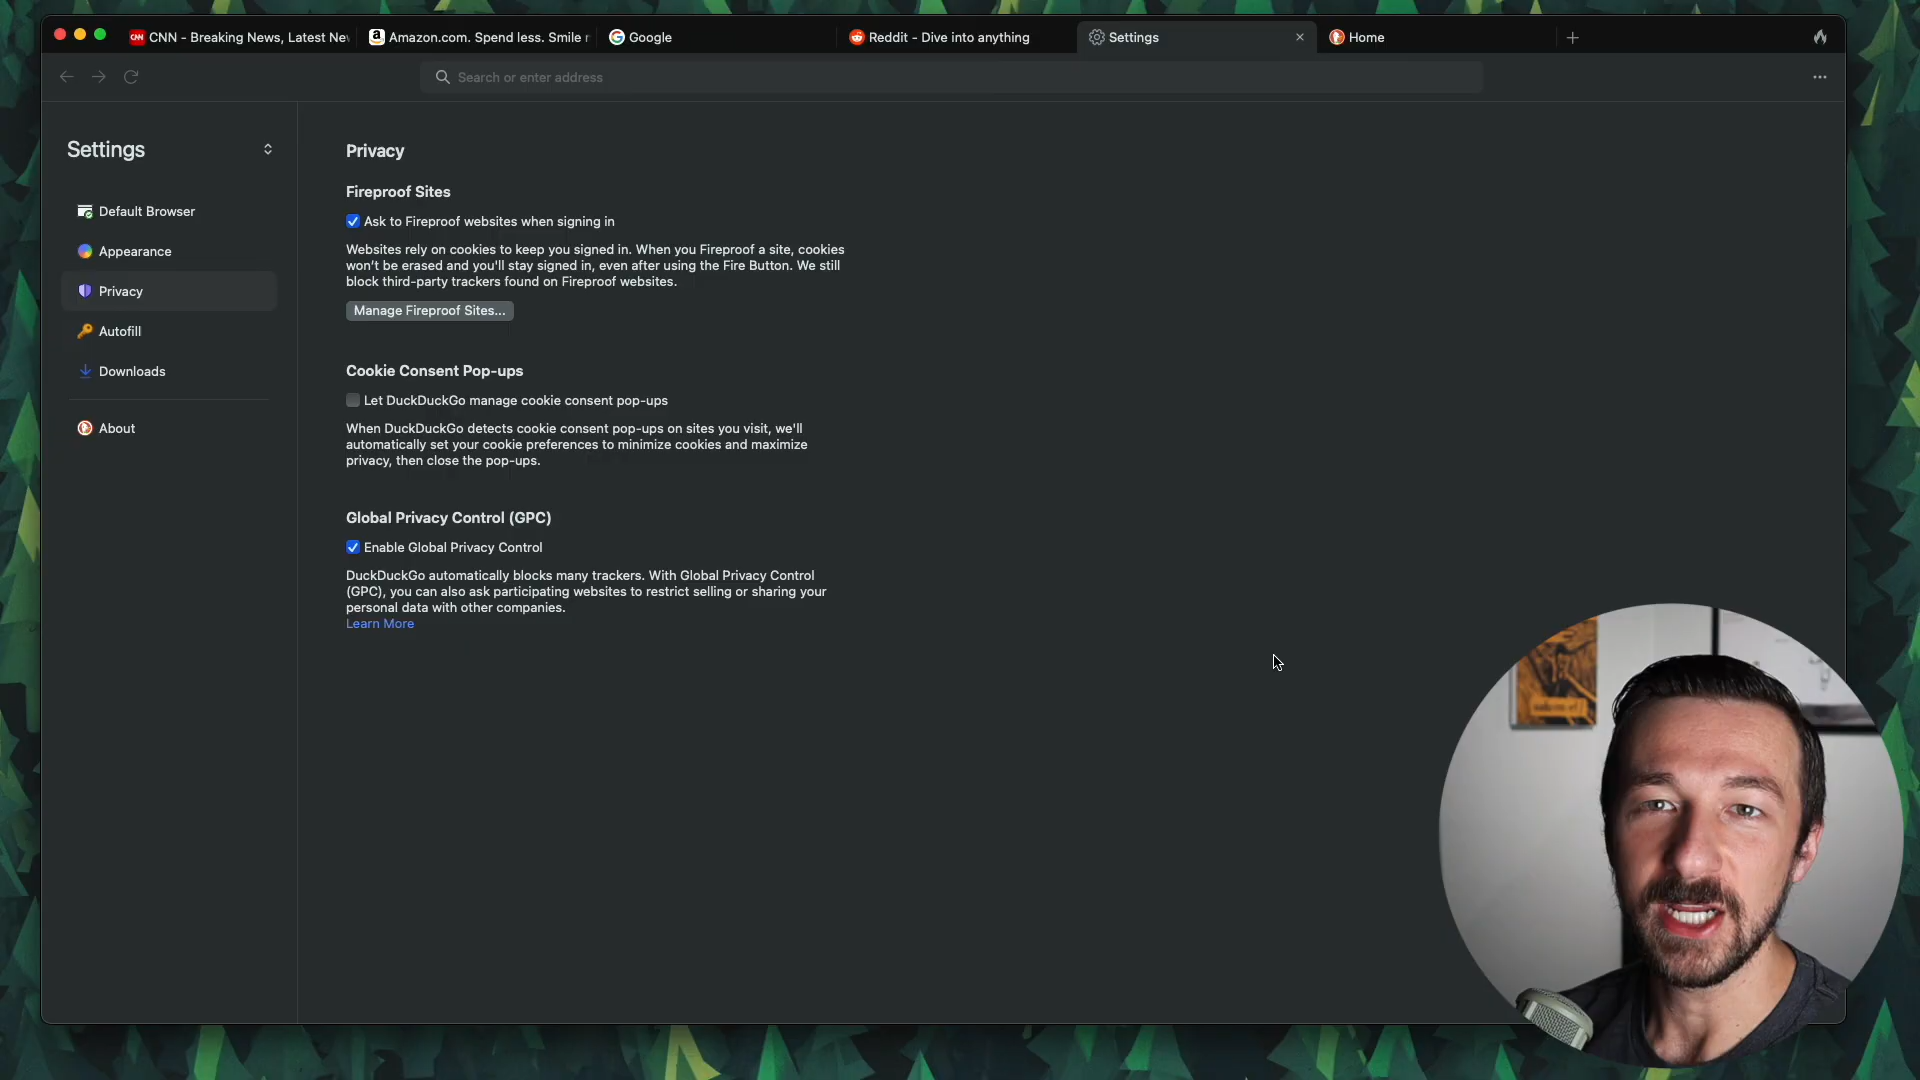 CNN - Breaking News, Latest Nev
Amazon.com. Spend less. Smile r
Google
Reddit - Dive into anything
Settings
Home
Search or enter address
Settings
Default Browser
Appearance
Privacy
Autofill
Downloads
About
Privacy
Fireproof Sites
Ask to Fireproof websites when signing in
Websites rely on cookies to keep you signed in. When you Fireproof a site, cookies
won't be erased and you'll stay signed in, even after using the Fire Button. We still
block third-party trackers found on Fireproof websites.
Manage Fireproof Sites...
Cookie Consent Pop-ups
Let DuckDuckGo manage cookie consent pop-ups
When DuckDuckGo detects cookie consent pop-ups on sites you visit, we'll
automatically set your cookie preferences to minimize cookies and maximize
privacy, then close the pop-ups.
Global Privacy Control (GPC)
Enable Global Privacy Control
DuckDuckGo automatically blocks many trackers. With Global Privacy Control
(GPC), you can also ask participating websites to restrict selling or sharing your
personal data with other companies.
Learn More